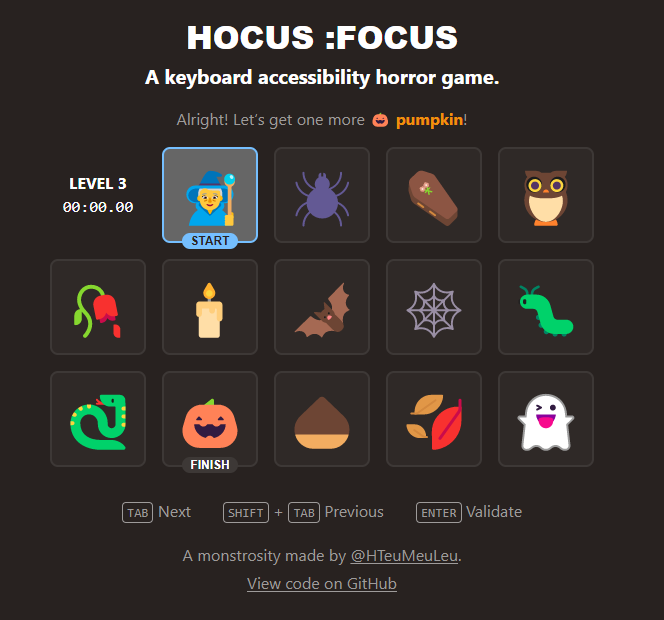 HOCUS :FOCUS
A keyboard accessibility horror game.
Alright! Let’s get one more pumpkin!
LEVEL 3
00:00.00
START
FINISH
TAB Next SHIFT + TAB Previous ENTER Validate
A monstrosity made by @HTeuMeuLeu.
View code on GitHub